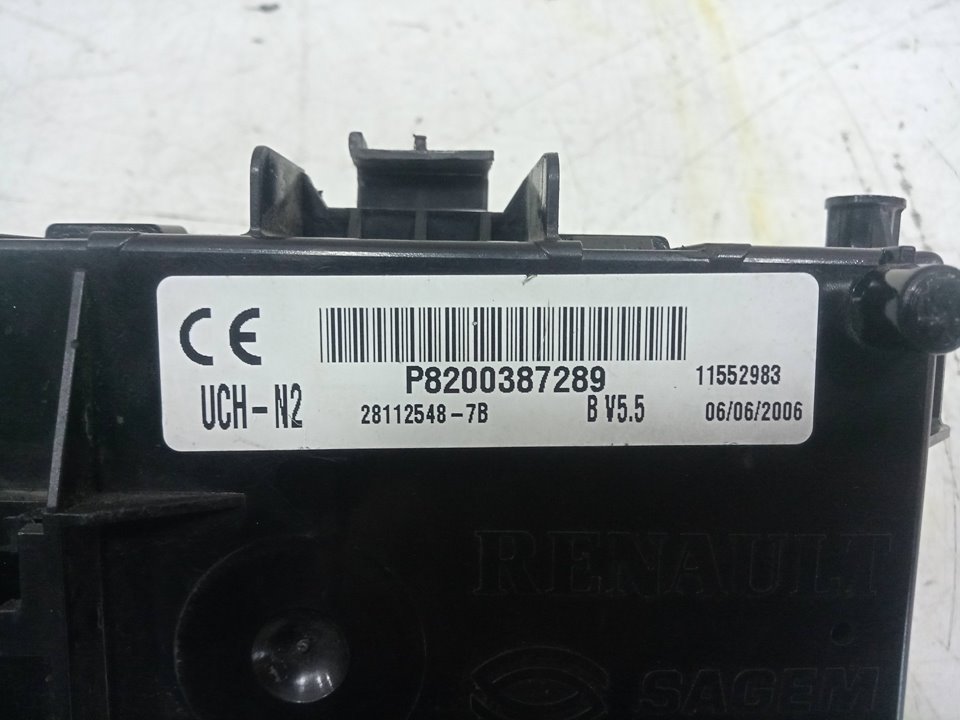 CE
P8200387289
11552983
UCH-N2
28112548-7B
B V5.5
06/06/2006
RENAULT
SAGEM